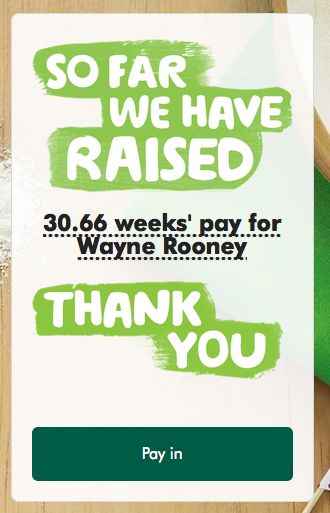 SO FAR
WE HAVE
RAISED
30.66 weeks' pay for
Wayne Rooney
THANK
YOU
Pay in